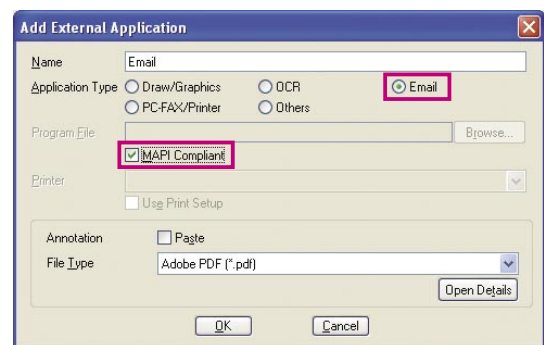 Add External Application
Name Email
Application Type Draw/Graphics OCR Email
PC-FAX/Printer Others
Program File Browse...
MAPI Compliant
Printer
Use Print Setup
Annotation Paste
File Type Adobe PDF (*.pdf)
Open Details
OK Cancel